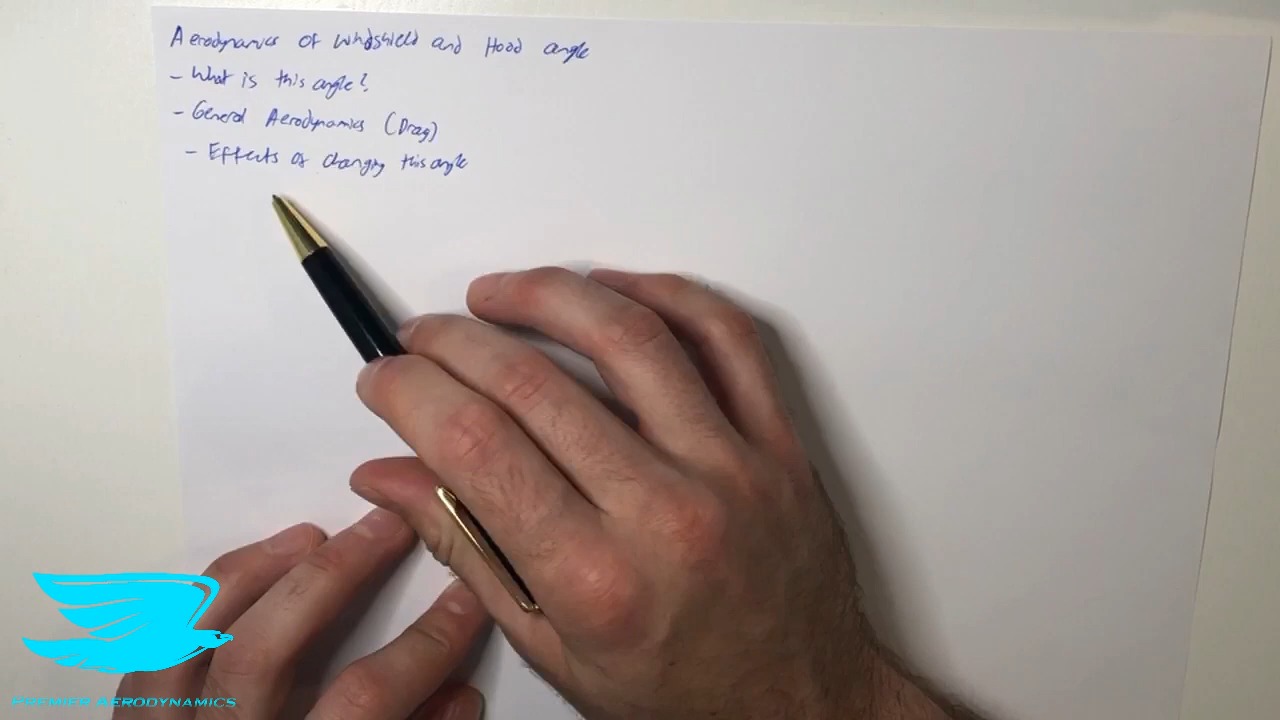 Aerodynamics of windshield and Hood angle
- What is this angle?
- General Aerodynamics (Drag)
- Effects of changing this angle
PREMIER AERODYNAMICS